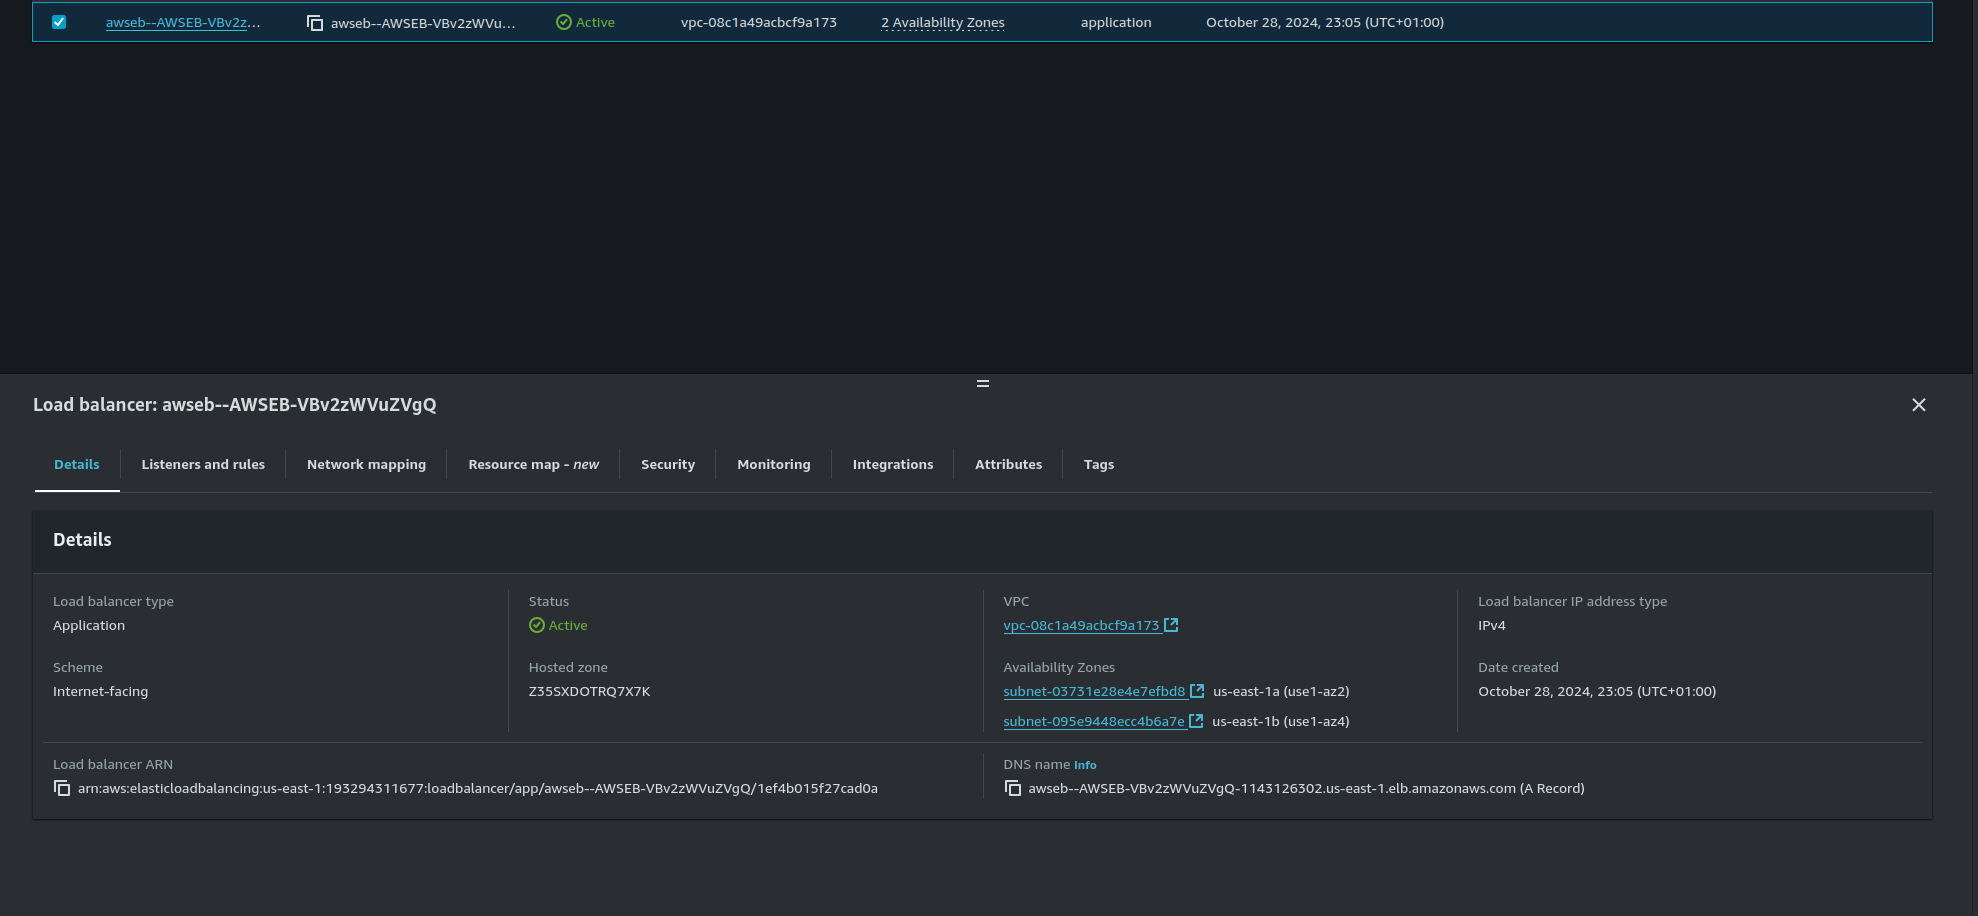 awseb--AWSEB-VBv2z... awseb--AWSEB-VBv2zWVu... Active vpc-08c1a49acbcf9a173 2 Availability Zones application October 28, 2024, 23:05 (UTC+01:00)
Load balancer: awseb--AWSEB-VBv2zWVuZVgQ
Details Listeners and rules Network mapping Resource map - new Security Monitoring Integrations Attributes Tags
Details
Load balancer type Status VPC Load balancer IP address type
Application Active vpc-08c1a49acbcf9a173 IPv4
Scheme Hosted zone Availability Zones Date created
Internet-facing Z35SXDOTRQ7X7K subnet-03731e28e4e7efbd8 us-east-1a (use1-az2) October 28, 2024, 23:05 (UTC+01:00)
subnet-095e9448ecc4b6a7e us-east-1b (use1-az4)
Load balancer ARN DNS name Info
arn:aws:elasticloadbalancing:us-east-1:193294311677:loadbalancer/app/awseb--AWSEB-VBv2zWVuZVgQ/1ef4b015f27cad0a awseb--AWSEB-VBv2zWVuZVgQ-1143126302.us-east-1.elb.amazonaws.com (A Record)